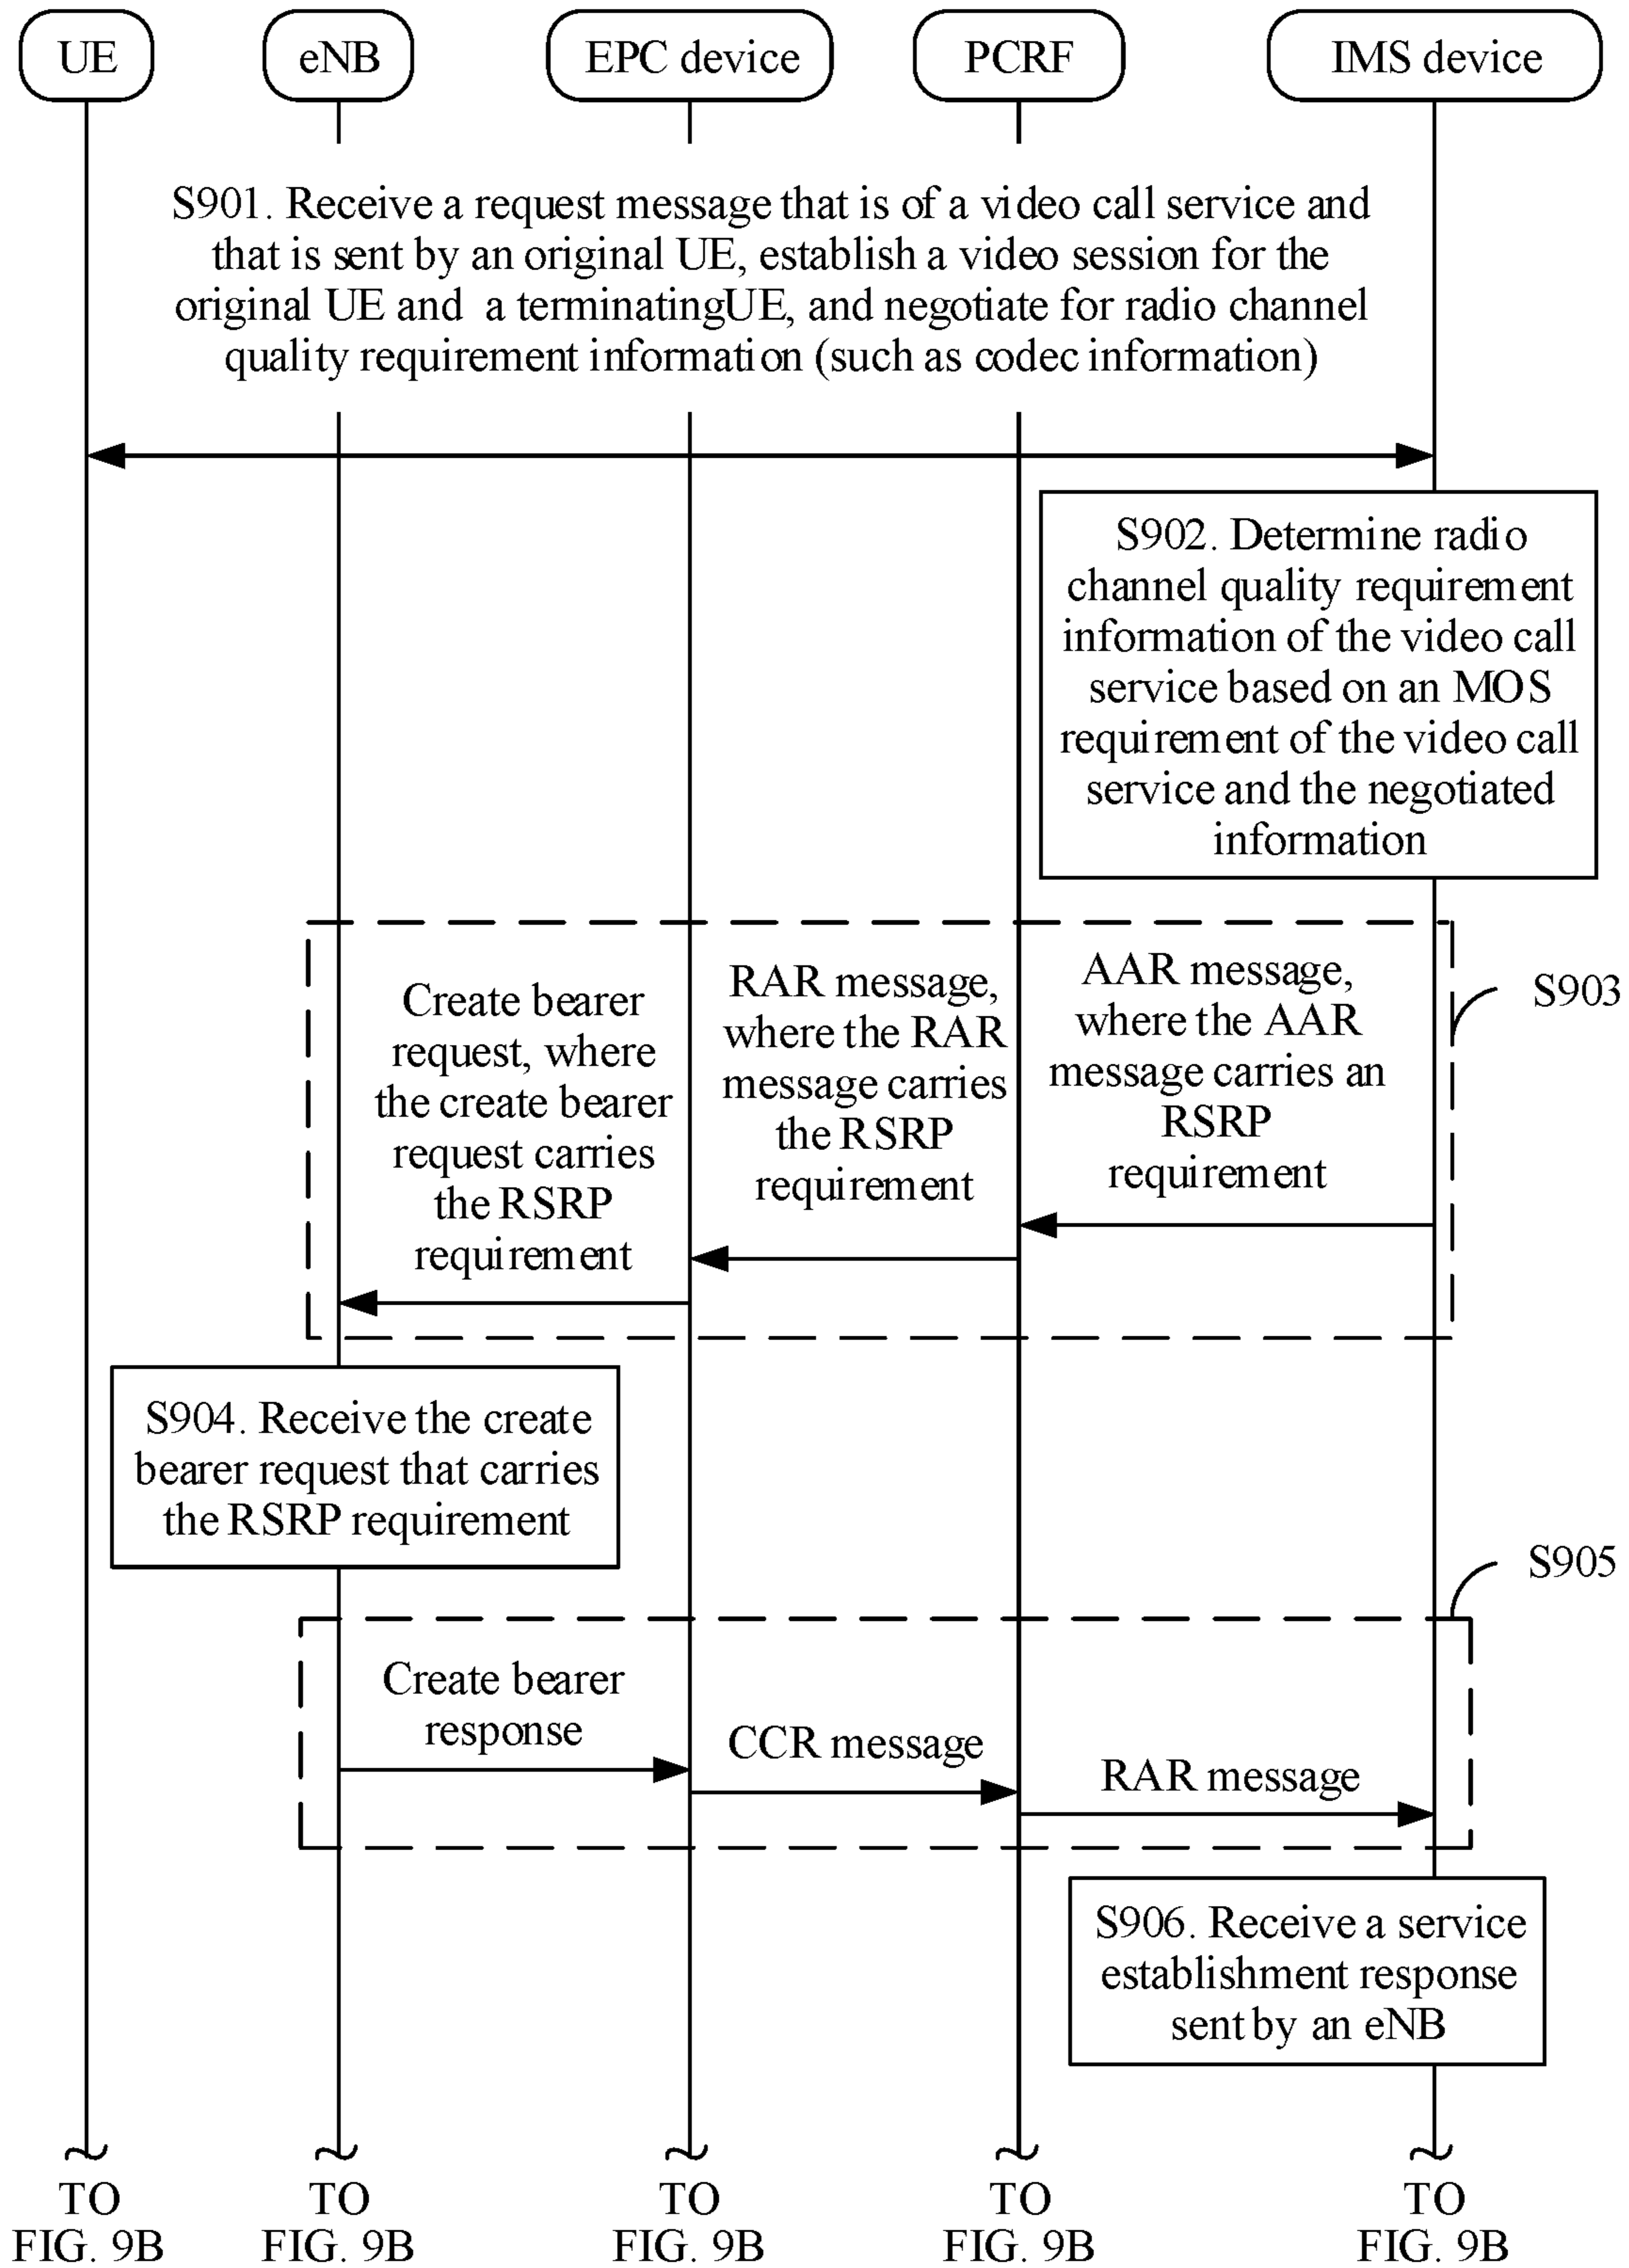 UE
eNB
EPC device
PCRF
IMS device
S901. Receive a request message that is of a video call service and
that is sent by an original UE, establish a video session for the
original UE and a terminatingUE, and negotiate for radio channel
quality requirement information (such as codec information)
S902. Determine radio
channel quality requirement
information of the video call
service based on an MOS
requirement of the video call
service and the negotiated
information
S903
AAR message,
where the AAR
message carries an
RSRP
requirement
RAR message,
where the RAR
message carries
the RSRP
requirement
Create bearer
request, where
the create bearer
request carries
the RSRP
requirement
S904. Receive the create
bearer request that carries
the RSRP requirement
S905
Create bearer
response
CCR message
RAR message
S906. Receive a service
establishment response
sent by an eNB
TO
FIG. 9B
TO
FIG. 9B
TO
FIG. 9B
TO
FIG. 9B
TO
FIG. 9B